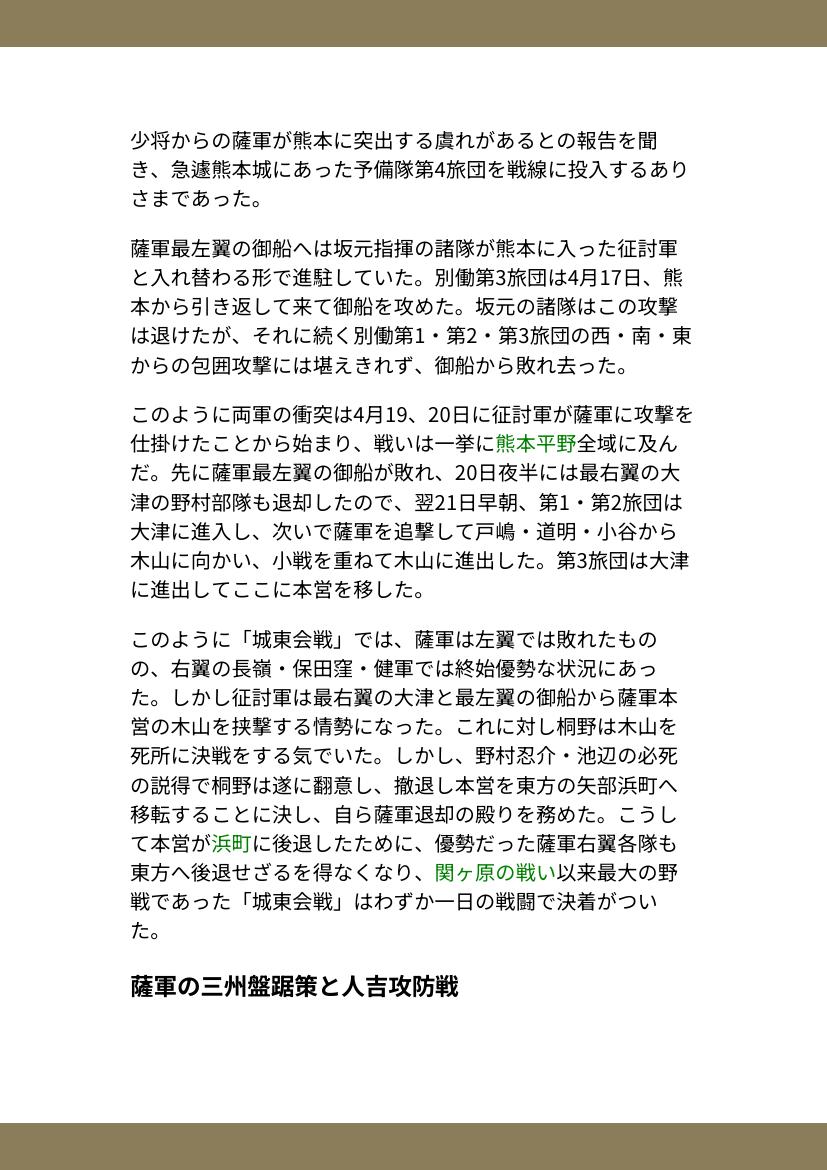 少将からの薩軍が熊本に突出する虞れがあるとの報告を聞
き、急遽熊本城にあった予備隊第4旅団を戦線に投入するあり
さまであった。
薩軍最左翼の御船へは坂元指揮の諸隊が熊本に入った征討軍
と入れ替わる形で進駐していた。別働第3旅団は4月17日、熊
本から引き返して来て御船を攻めた。坂元の諸隊はこの攻撃
は退けたが、それに続く別働第1・第2・第3旅団の西・南・東
からの包囲攻撃には堪えきれず、御船から敗れ去った。
このように両軍の衝突は4月19、20日に征討軍が薩軍に攻撃を
仕掛けたことから始まり、戦いは一挙に熊本平野全域に及ん
だ。先に薩軍最左翼の御船が敗れ、20日夜半には最右翼の大
津の野村部隊も退却したので、翌21日早朝、第1・第2旅団は
大津に進入し、次いで薩軍を追撃して戸嶋・道明・小谷から
木山に向かい、小戦を重ねて木山に進出した。第3旅団は大津
に進出してここに本営を移した。
このように「城東会戦」では、薩軍は左翼では敗れたもの
の、右翼の長嶺・保田窪・健軍では終始優勢な状況にあっ
た。しかし征討軍は最右翼の大津と最左翼の御船から薩軍本
営の木山を挟撃する情勢になった。これに対し桐野は木山を
死所に決戦をする気でいた。しかし、野村忍介・池辺の必死
の説得で桐野は遂に翻意し、撤退し本営を東方の矢部浜町へ
移転することに決し、自ら薩軍退却の殿りを務めた。こうし
て本営が浜町に後退したために、優勢だった薩軍右翼各隊も
東方へ後退せざるを得なくなり、関ヶ原の戦い以来最大の野
戦であった「城東会戦」はわずか一日の戦闘で決着がつい
た。
薩軍の三州盤踞策と人吉攻防戦